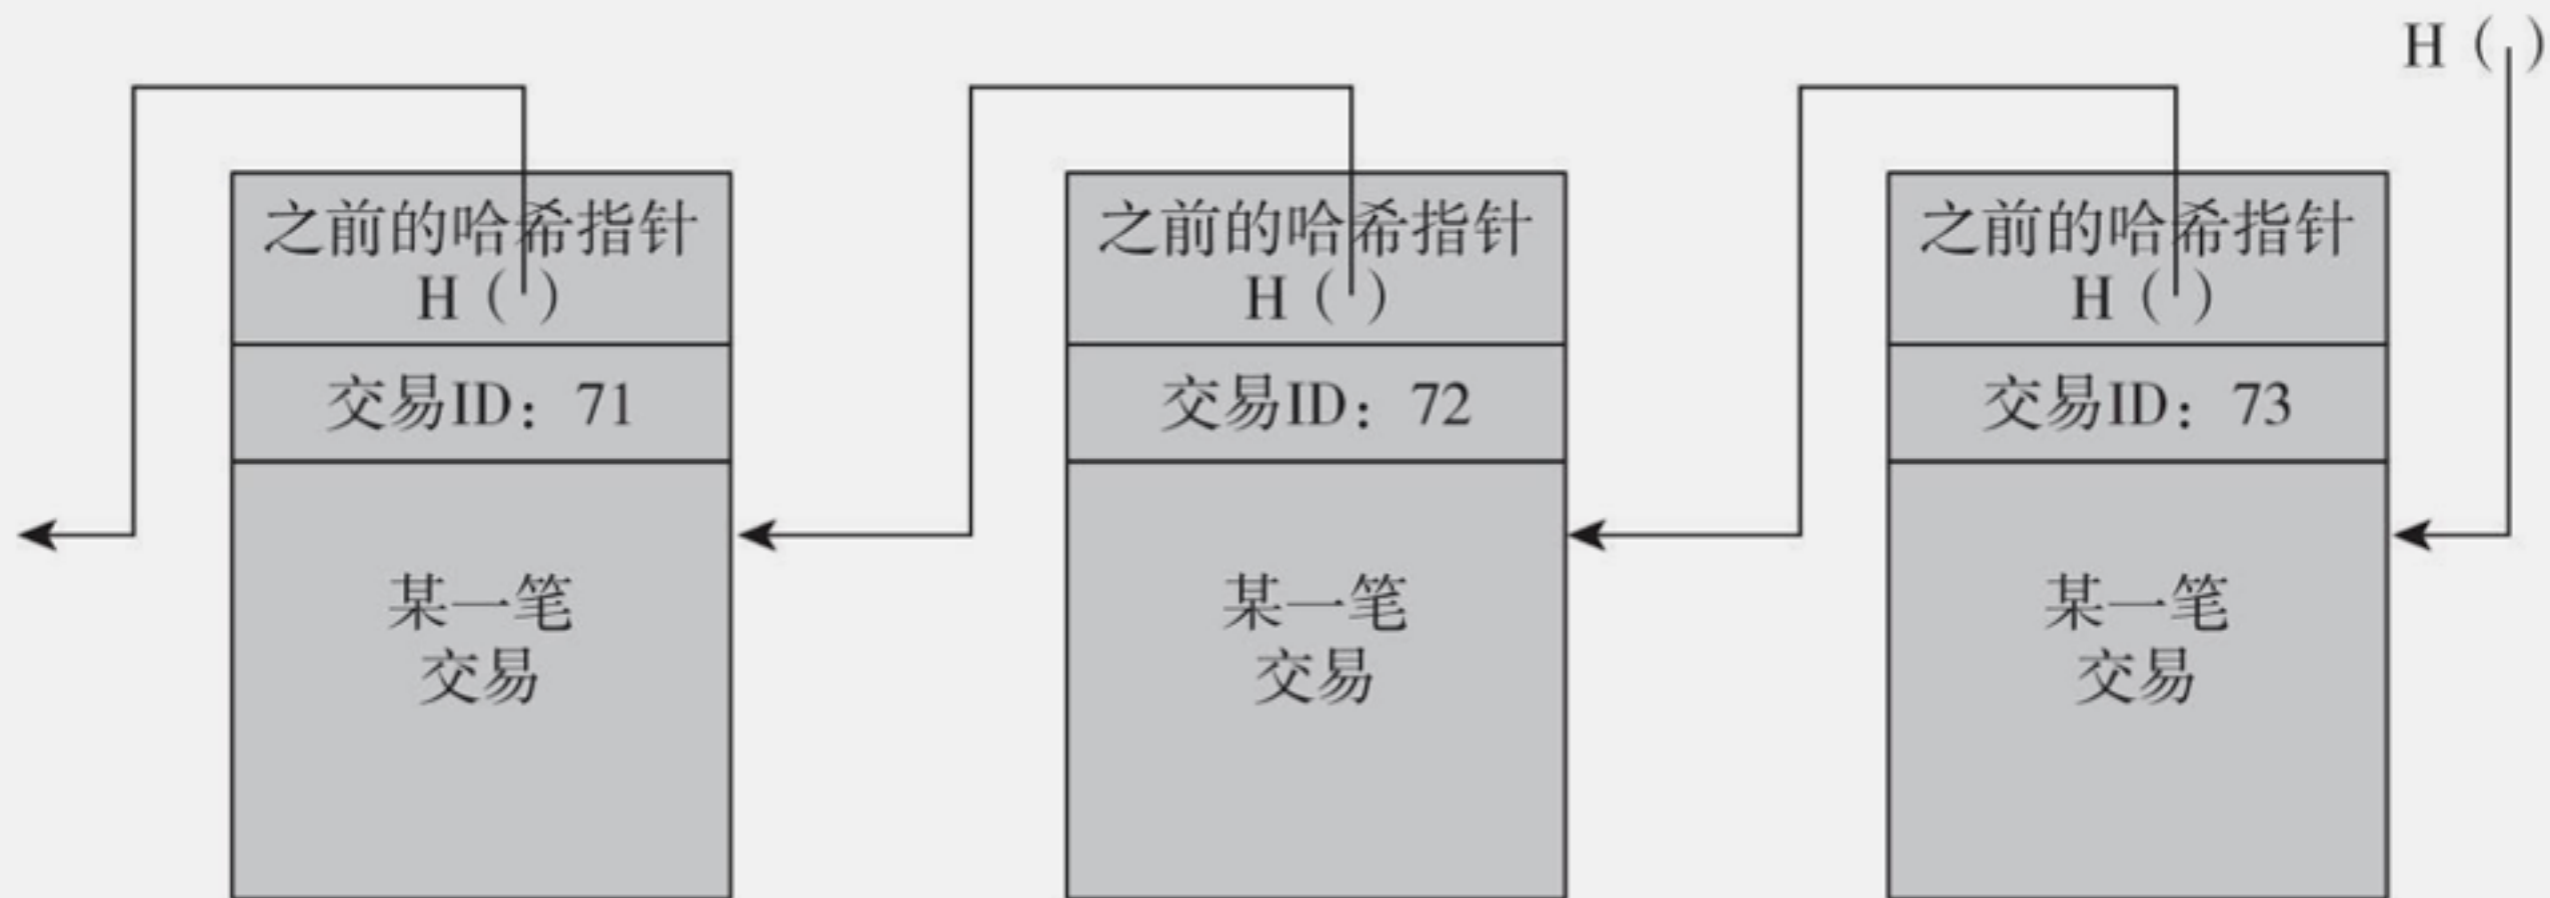 H（ ）
之前的哈希指针
H（ ）
交易ID：71
某一笔
交易
之前的哈希指针
H（ ）
交易ID：72
某一笔
交易
之前的哈希指针
H（ ）
交易ID：73
某一笔
交易